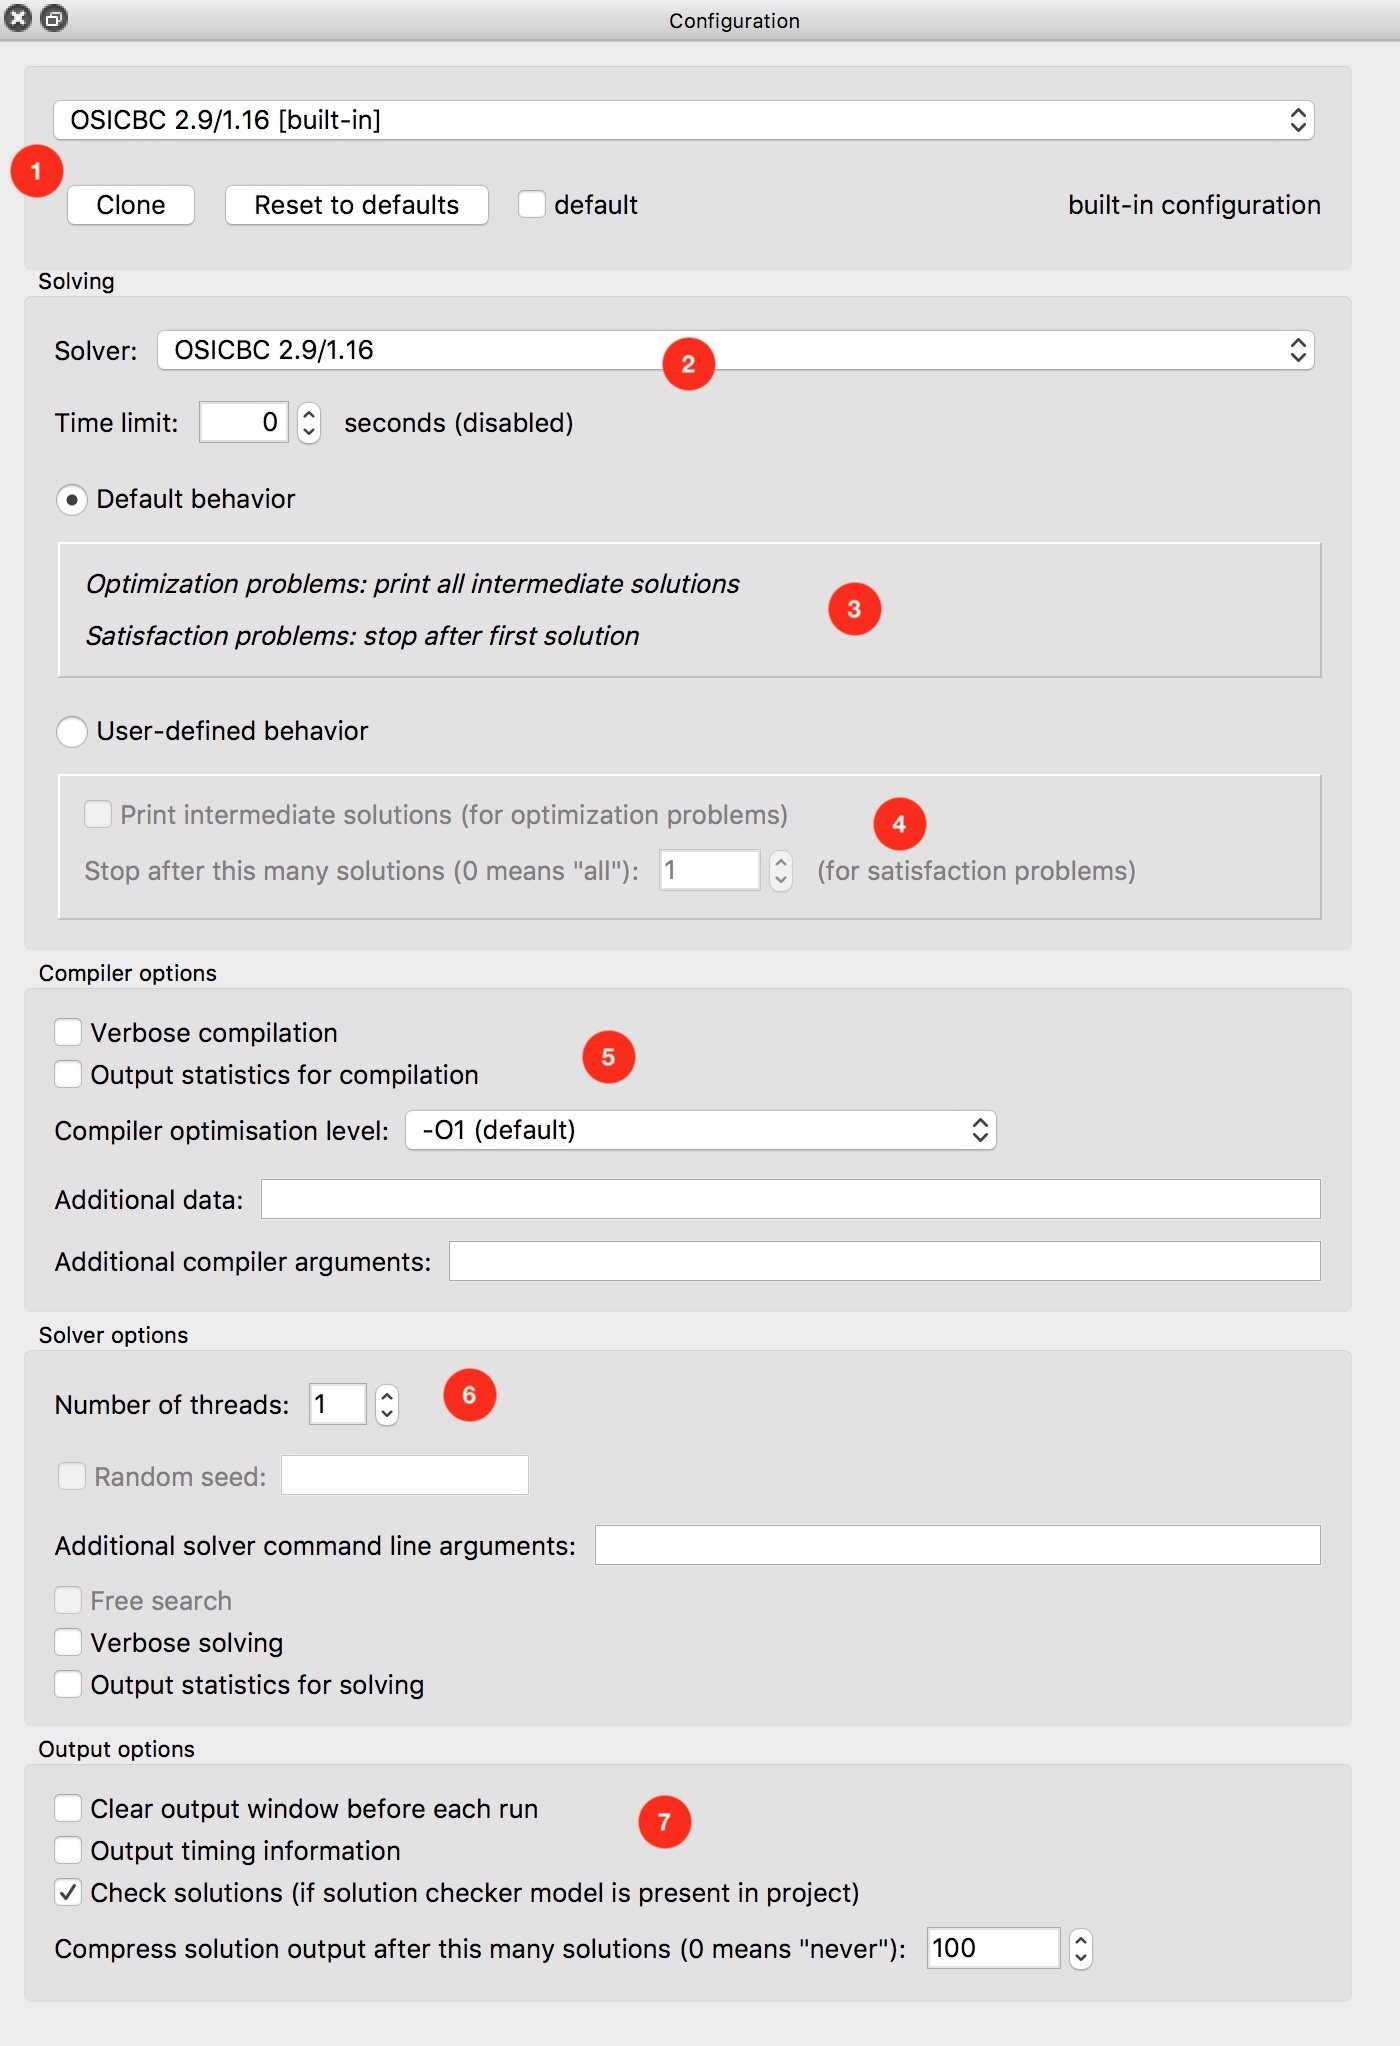 Configuration
OSICBC 2.9/1.16 [built-in]
1
Clone Reset to defaults default built-in configuration
Solving
Solver: OSICBC 2.9/1.16
2
Time limit: 0 seconds (disabled)
Default behavior
Optimization problems: print all intermediate solutions
3
Satisfaction problems: stop after first solution
User-defined behavior
Print intermediate solutions (for optimization problems)
4
Stop after this many solutions (0 means "all"): 1 (for satisfaction problems)
Compiler options
Verbose compilation
5
Output statistics for compilation
Compiler optimisation level: -O1 (default)
Additional data:
Additional compiler arguments:
Solver options
Number of threads: 1
6
Random seed:
Additional solver command line arguments:
Free search
Verbose solving
Output statistics for solving
Output options
Clear output window before each run
7
Output timing information
Check solutions (if solution checker model is present in project)
Compress solution output after this many solutions (0 means "never"): 100